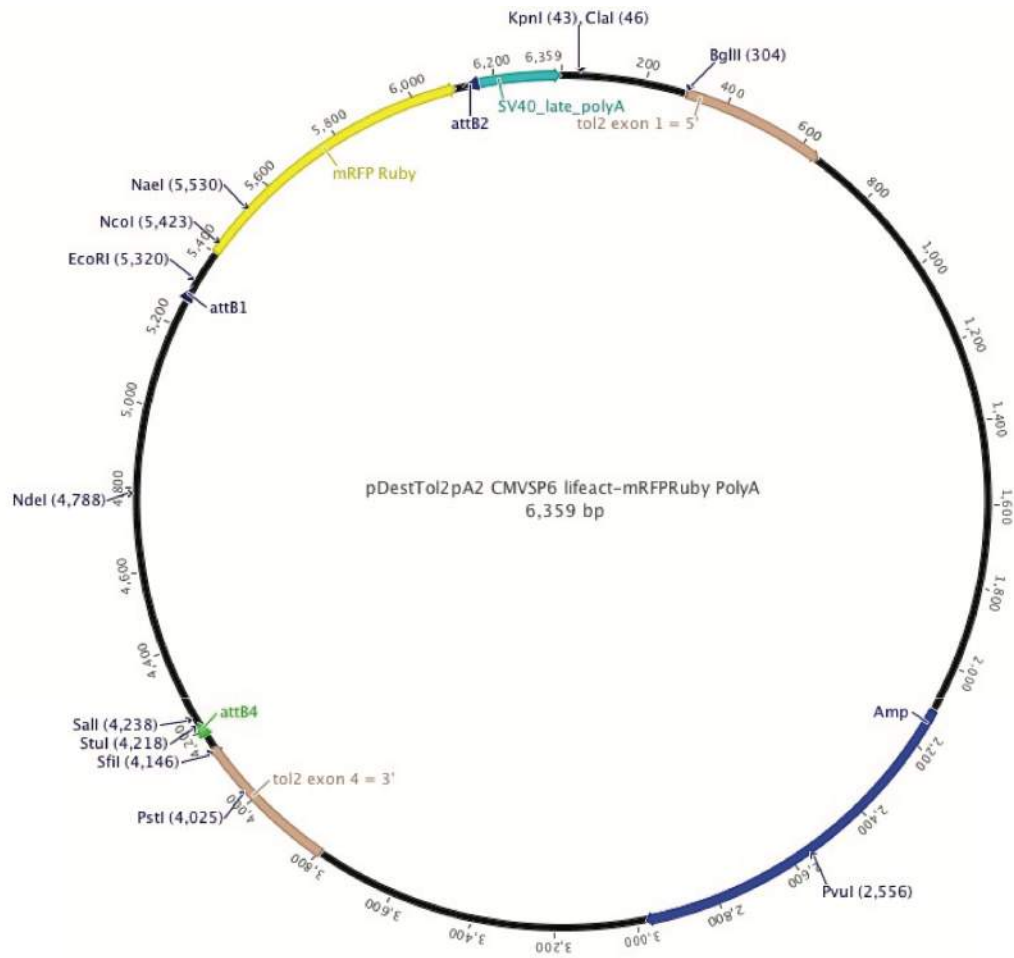 KpnI (43), ClaI (46)
6,200
6,359
200
BglII (304)
400
6,000
SV40_late_polyA
attB2
tol2 exon 1 = 5'
600
5,800
mRFP Ruby
NaeI (5,530)
5,600
800
NcoI (5,423)
5,400
1,000
EcoRI (5,320)
attB1
5,200
1,200
5,000
1,400
pDestTol2pA2 CMVSP6 lifeact-mRFPRuby PolyA
6,359 bp
NdeI (4,788)
4,800
1,600
4,600
1,800
4,400
2,000
attB4
Amp
SalI (4,238)
StuI (4,218)
4,200
2,200
SfiI (4,146)
tol2 exon 4 = 3'
4,000
PstI (4,025)
2,400
3,800
2,600
PvuI (2,556)
3,600
2,800
3,400
3,200
3,000